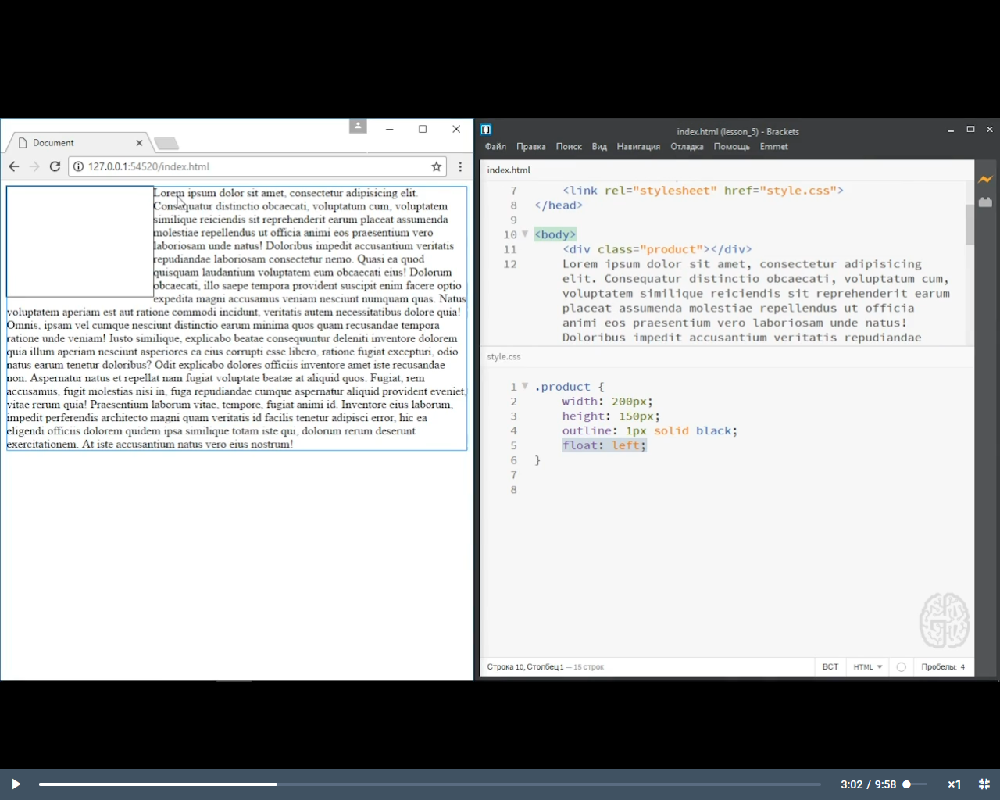 Document
127.0.0.1:54520/index.html
Lorem ipsum dolor sit amet, consectetur adipisicing elit.
Consequatur distinctio obcaecati, voluptatum cum, voluptatem
similique reiciendis sit reprehenderit earum placeat assumenda
molestiae repellendus ut officia animi eos praesentium vero
laboriosam unde natus! Doloribus impedit accusantium veritatis
repudiandae laboriosam consectetur nemo. Quasi ea quod
quisquam laudantium voluptatem eum obcaecati eius! Dolorum
obcaecati, illo saepe tempora provident suscipit enim facere optio
expedita magni accusamus veniam nesciunt numquam quas. Natus
voluptatem aperiam est aut ratione commodi incidunt, veritatis autem necessitatibus dolore quia!
Omnis, ipsam vel cumque nesciunt distinctio earum minima quos quam recusandae tempora
ratione unde veniam! Iusto similique, explicabo beatae consequuntur deleniti inventore dolorem
quia illum aperiam nesciunt asperiores ea eius corrupti esse libero, ratione fugiat excepturi, odio
natus earum tenetur doloribus? Odit explicabo dolores officiis inventore amet iste recusandae
non. Aspernatur natus et repellat nam fugiat voluptate beatae at aliquid quos. Fugiat, rem
accusamus, fugit molestias nisi in, fuga repudiandae cumque aspernatur aliquid provident eveniet,
vitae rerum quia! Praesentium laborum vitae, tempore, fugiat animi id. Inventore eius laborum,
impedit perferendis architecto magni quam veritatis id facilis tenetur adipisci error, hic ea
eligendi officiis dolorem quidem ipsa similique totam iste qui, dolorum rerum deserunt
exercitationem. At iste accusantium natus vero eius nostrum!
index.html (lesson_5) - Brackets
Файл Правка Поиск Вид Навигация Отладка Помощь Emmet
index.html
7 <link rel="stylesheet" href="style.css">
8 </head>
9
10 <body>
11 <div class="product"></div>
12 Lorem ipsum dolor sit amet, consectetur adipisicing
elit. Consequatur distinctio obcaecati, voluptatum cum,
voluptatem similique reiciendis sit reprehenderit earum
placeat assumenda molestiae repellendus ut officia
animi eos praesentium vero laboriosam unde natus!
Doloribus impedit accusantium veritatis repudiandae
style.css
1 .product {
2 width: 200px;
3 height: 150px;
4 outline: 1px solid black;
5 float: left;
6 }
7
8
Строка 10, Столбец 1 — 15 строк
ВСТ HTML Пробелы: 4
3:02 / 9:58 ×1